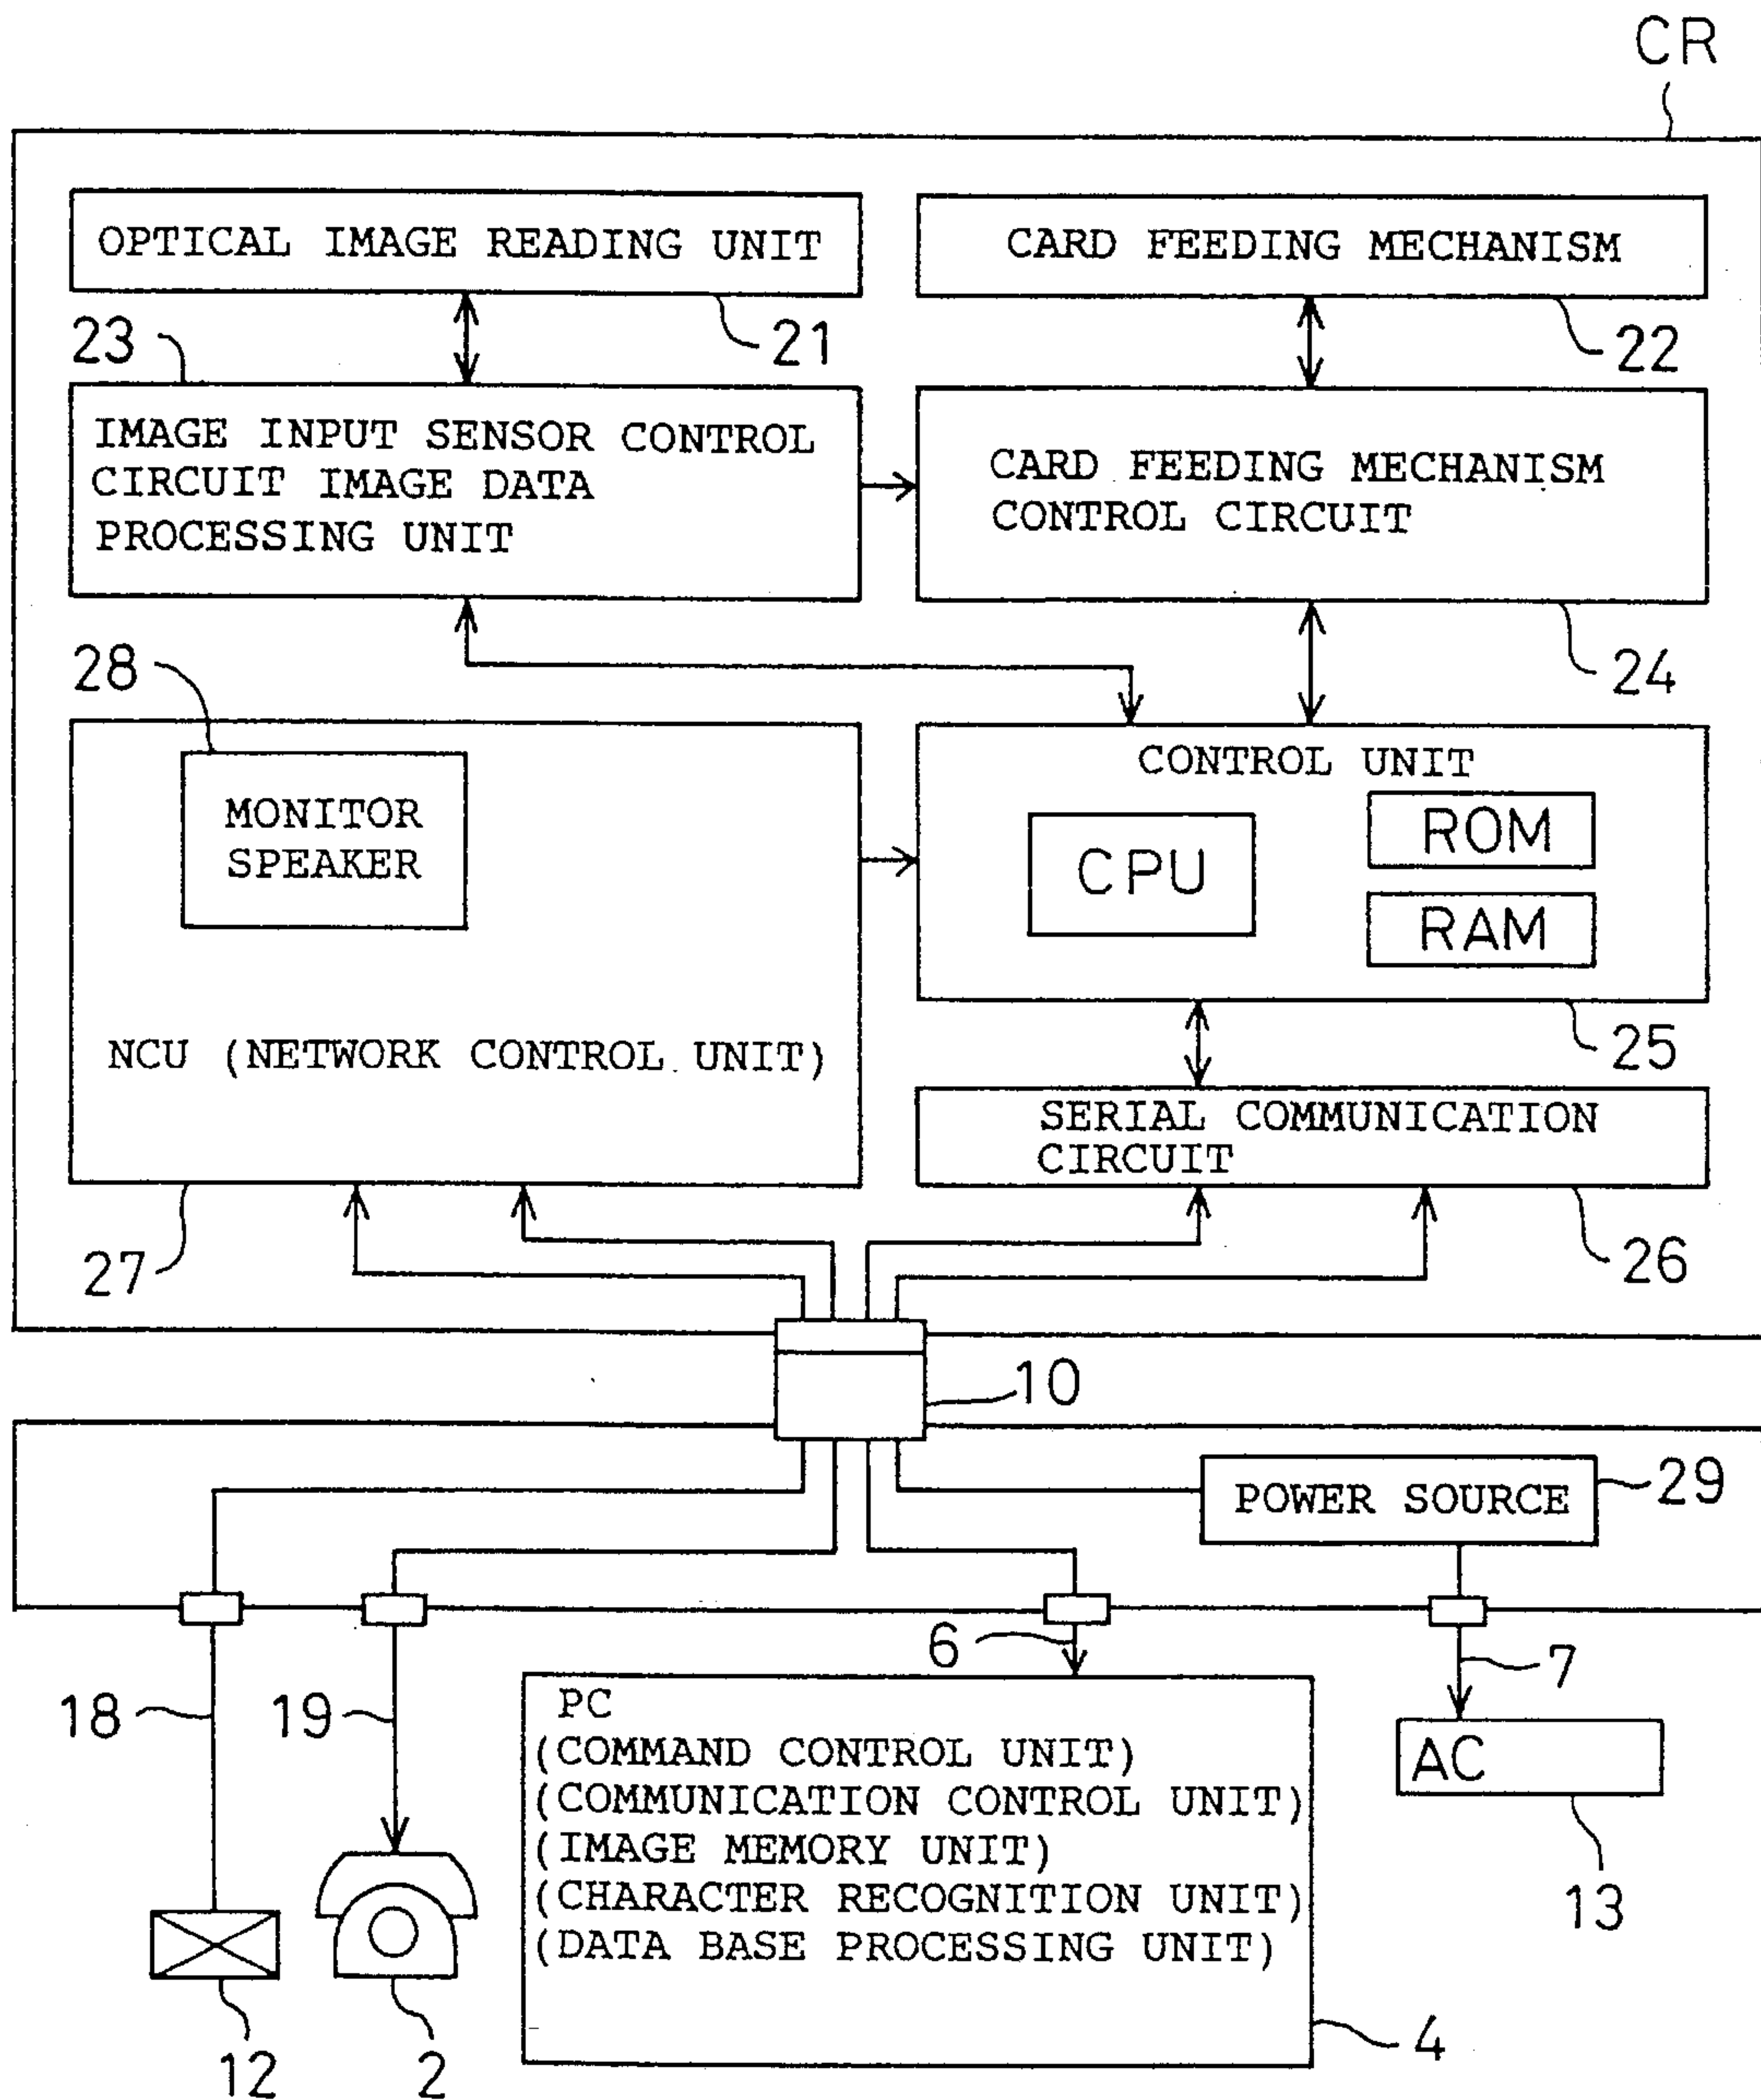 CR
OPTICAL IMAGE READING UNIT
CARD FEEDING MECHANISM
23
21
22
IMAGE INPUT SENSOR CONTROL
CIRCUIT IMAGE DATA
PROCESSING UNIT
CARD FEEDING MECHANISM
CONTROL CIRCUIT
28
24
MONITOR
SPEAKER
CONTROL UNIT
CPU
ROM
RAM
NCU (NETWORK CONTROL UNIT)
25
SERIAL COMMUNICATION
CIRCUIT
27
26
10
POWER SOURCE
29
18
19
6
7
PC
(COMMAND CONTROL UNIT)
(COMMUNICATION CONTROL UNIT)
(IMAGE MEMORY UNIT)
(CHARACTER RECOGNITION UNIT)
(DATA BASE PROCESSING UNIT)
AC
13
12
2
4